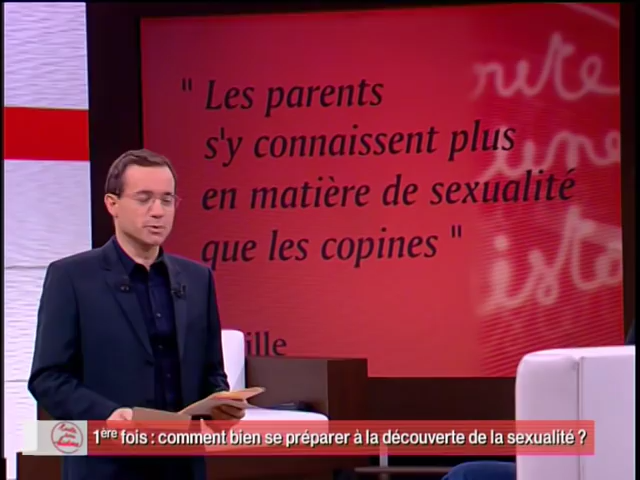 " Les parents
s'y connaissent plus
en matière de sexualité
que les copines "
ille
1ère fois : comment bien se préparer à la découverte de la sexualité ?